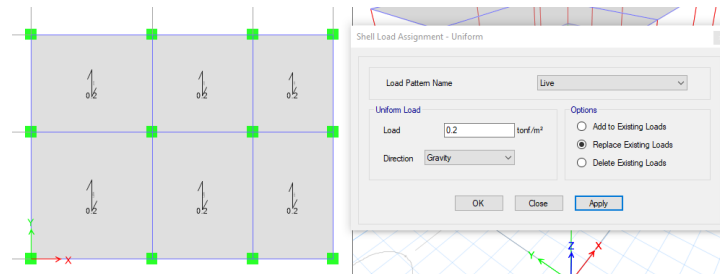 0.2 0.2 0.2
0.2 0.2 0.2
Y
X
Shell Load Assignment - Uniform
Load Pattern Name Live
Uniform Load
Load 0.2 tonf/m²
Direction Gravity
Options
Add to Existing Loads
Replace Existing Loads
Delete Existing Loads
OK Close Apply
Y Z X